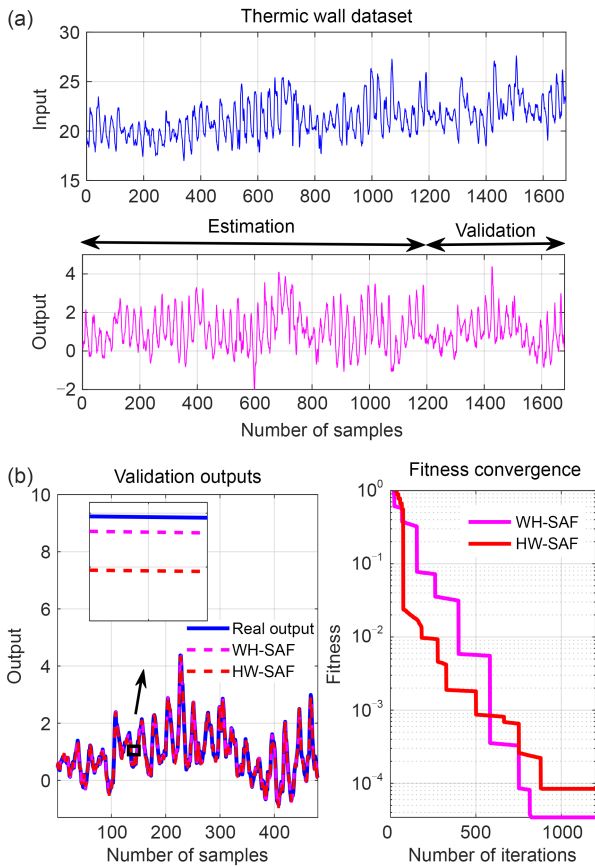 (a)
Thermic wall dataset
30
25
20
15
Input
0 200 400 600 800 1000 1200 1400 1600
Estimation
Validation
4
2
0
−2
Output
0 200 400 600 800 1000 1200 1400 1600
Number of samples
(b)
Validation outputs
10
8
6
4
2
0
Output
Real output
WH-SAF
HW-SAF
100 200 300 400
Number of samples
Fitness convergence
10^0
10^-1
10^-2
10^-3
10^-4
Fitness
WH-SAF
HW-SAF
0 500 1000
Number of iterations